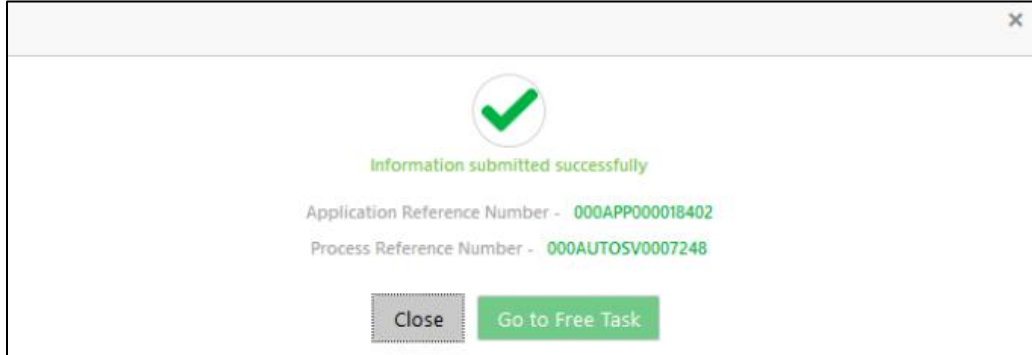 Information submitted successfully
Application Reference Number - 000APP000018402
Process Reference Number - 000AUTOSV0007248
Close Go to Free Task